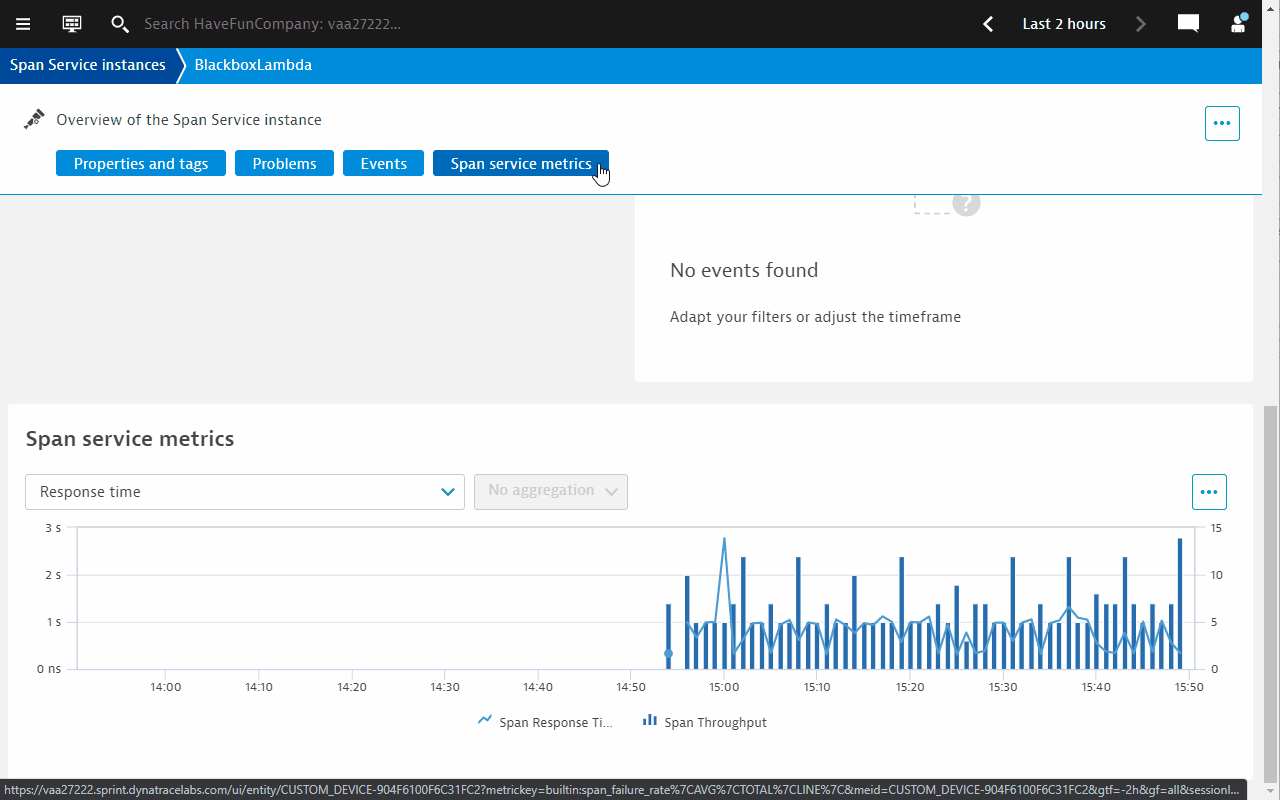 Search HaveFunCompany: vaa27222...
Last 2 hours
Span Service instances
BlackboxLambda
Overview of the Span Service instance
Properties and tags
Problems
Events
Span service metrics
?
No events found
Adapt your filters or adjust the timeframe
Span service metrics
Response time
No aggregation
3 s
15
2 s
10
1 s
5
0 ns
0
14:00 14:10 14:20 14:30 14:40 14:50 15:00 15:10 15:20 15:30 15:40 15:50
Span Response Ti...
Span Throughput
https://vaa27222.sprint.dynatracelabs.com/ui/entity/CUSTOM_DEVICE-904F6100F6C31FC2?metrickey=builtin:span_failure_rate%7CAVG%7CTOTAL%7CLINE%7C&meid=CUSTOM_DEVICE-904F6100F6C31FC2&gtf=-2h&gf=all&sessionI...